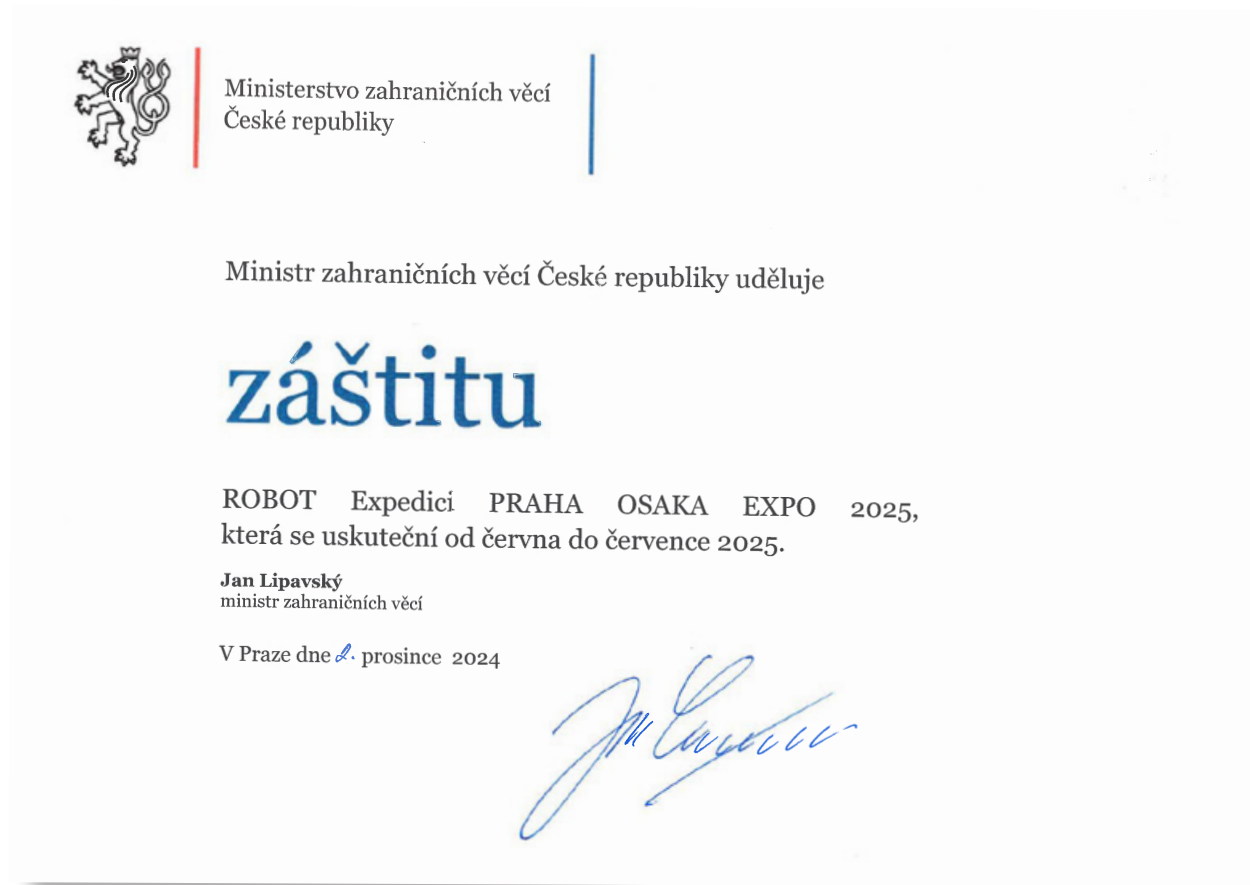 Ministerstvo zahraničních věcí
České republiky
Ministr zahraničních věcí České republiky uděluje
záštitu
ROBOT Expedici PRAHA OSAKA EXPO 2025,
která se uskuteční od června do července 2025.
Jan Lipavský
ministr zahraničních věcí
V Praze dne 2. prosince 2024